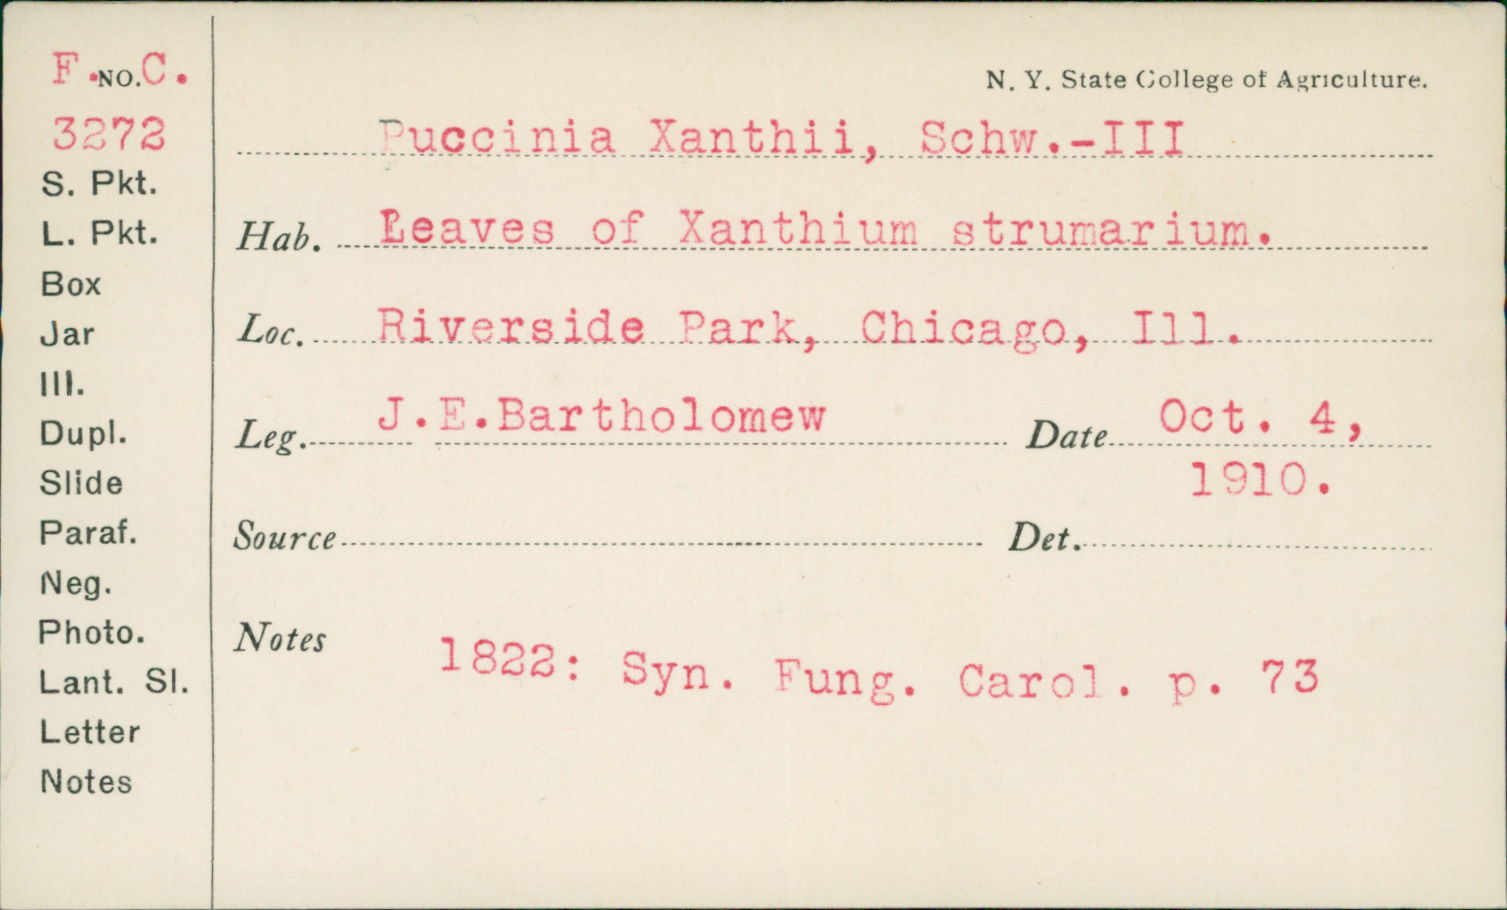 F. NO. C.
3272
S. Pkt.
L. Pkt.
Box
Jar
Ill.
Dupl.
Slide
Paraf.
Neg.
Photo.
Lant. Sl.
Letter
Notes
N. Y. State College of Agriculture.
Puccinia Xanthii, Schw.-III
Hab. Leaves of Xanthium strumarium.
Loc. Riverside Park, Chicago, Ill.
Leg. J.E.Bartholomew Date Oct. 4,
1910.
Source Det.
Notes 1822: Syn. Fung. Carol. p. 73